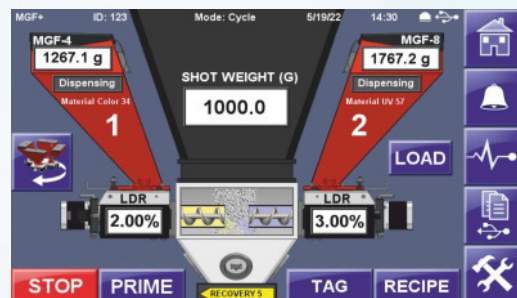 MGF+ ID: 123 Mode: Cycle 5/19/22 14:30
MGF-4
1267.1 g
Dispensing
Material Color 34
1
SHOT WEIGHT (G)
1000.0
MGF-8
1767.2 g
Dispensing
Material UV 57
2
LOAD
LDR
2.00%
LDR
3.00%
STOP
PRIME
RECOVERY 5
TAG
RECIPE